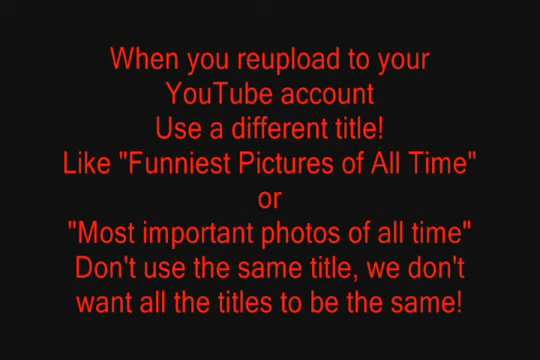 When you reupload to your
YouTube account
Use a different title!
Like "Funniest Pictures of All Time"
or
"Most important photos of all time"
Don't use the same title, we don't
want all the titles to be the same!